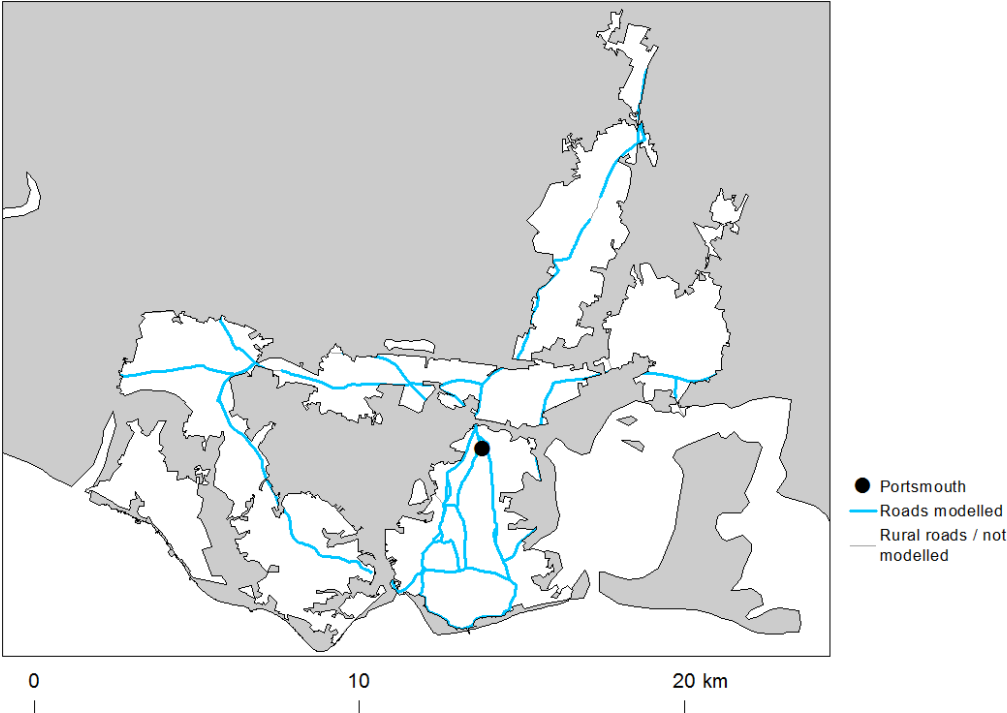 Portsmouth
Roads modelled
Rural roads / not
modelled
0 10 20 km